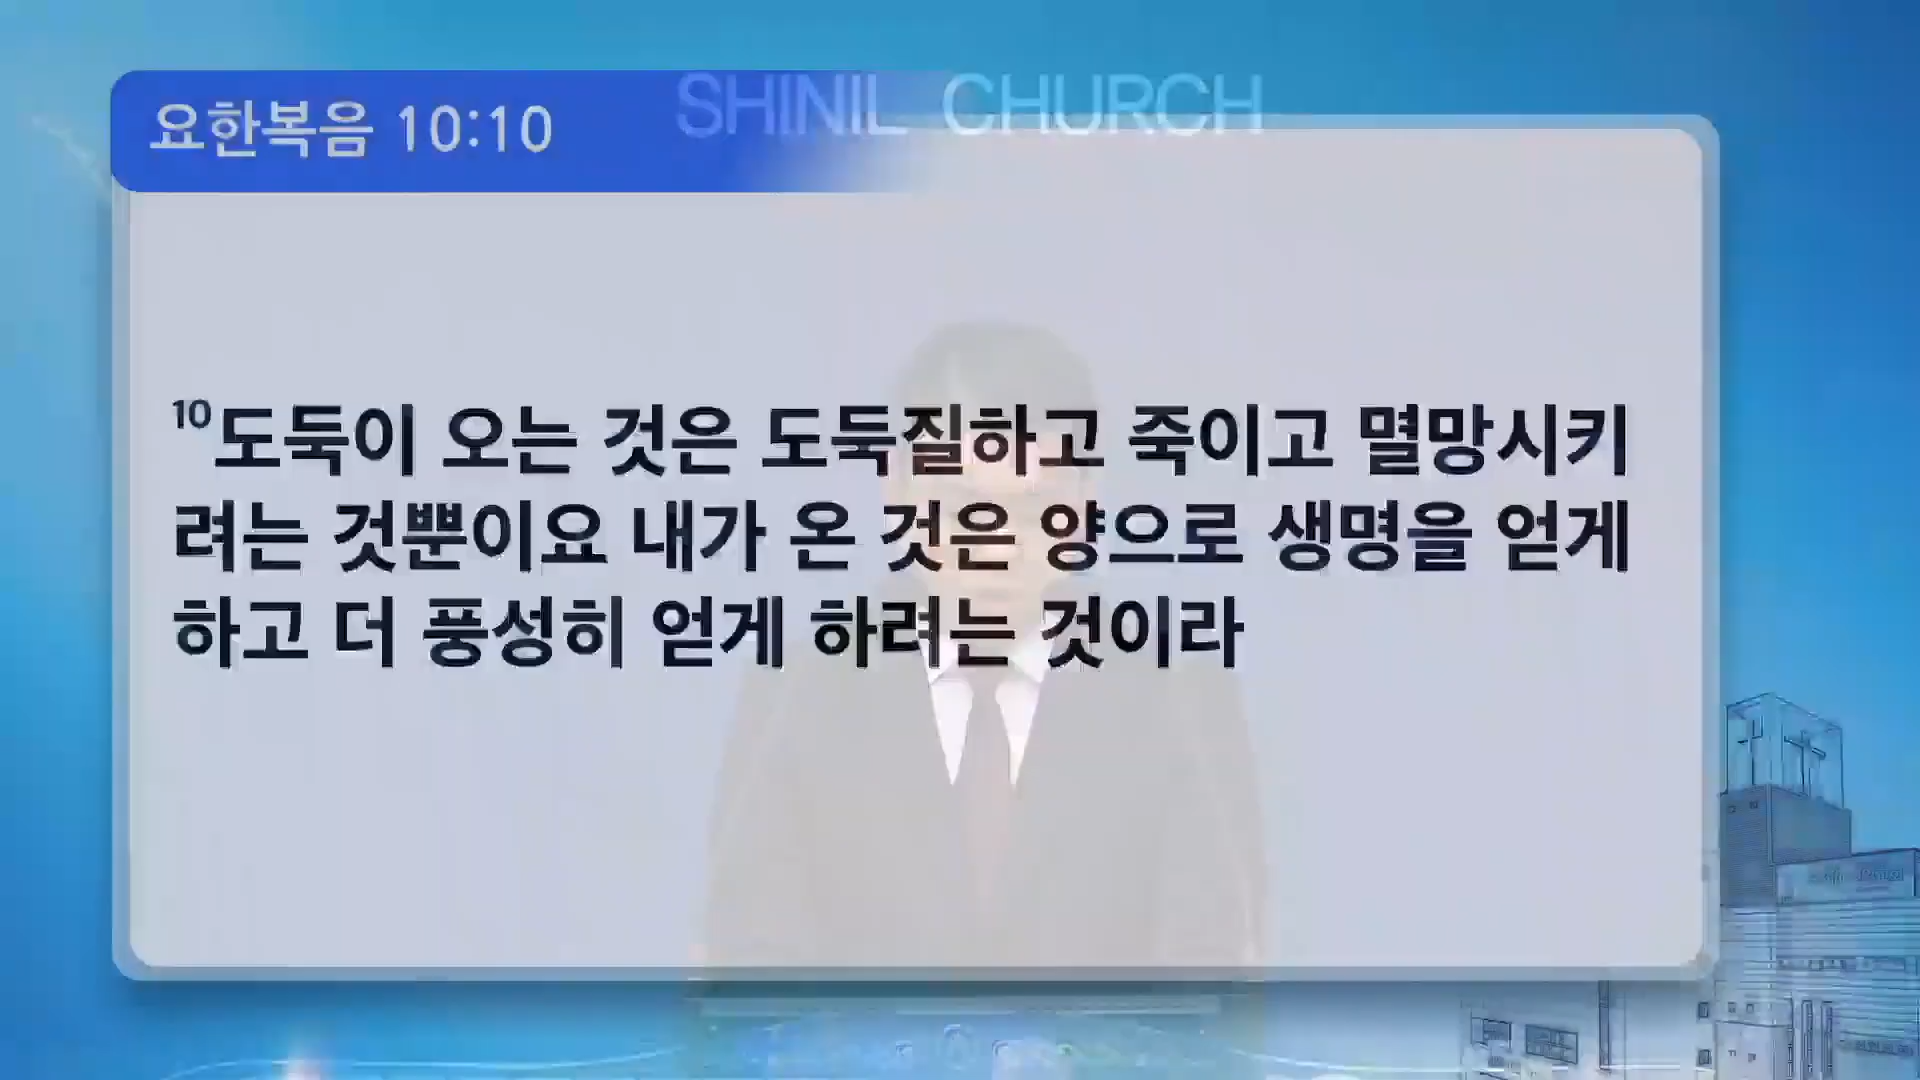 SHINIL CHURCH
요한복음 10:10
10도둑이 오는 것은 도둑질하고 죽이고 멸망시키
려는 것뿐이요 내가 온 것은 양으로 생명을 얻게
하고 더 풍성히 얻게 하려는 것이라